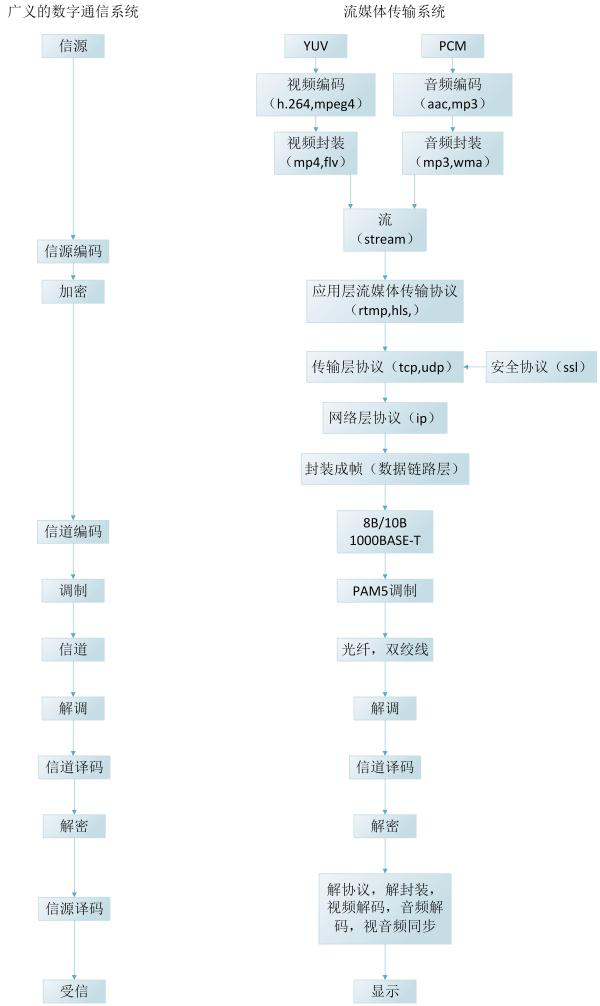 广义的数字通信系统
信源
信源编码
加密
信道编码
调制
信道
解调
信道译码
解密
信源译码
受信
流媒体传输系统
YUV
PCM
视频编码
（h.264,mpeg4）
音频编码
（aac,mp3）
视频封装
（mp4,flv）
音频封装
（mp3,wma）
流
（stream）
应用层流媒体传输协议
（rtmp,hls,）
传输层协议（tcp,udp）
安全协议（ssl）
网络层协议（ip）
封装成帧（数据链路层）
8B/10B
1000BASE-T
PAM5调制
光纤，双绞线
解调
信道译码
解密
解协议，解封装，
视频解码，音频解
码，视音频同步
显示